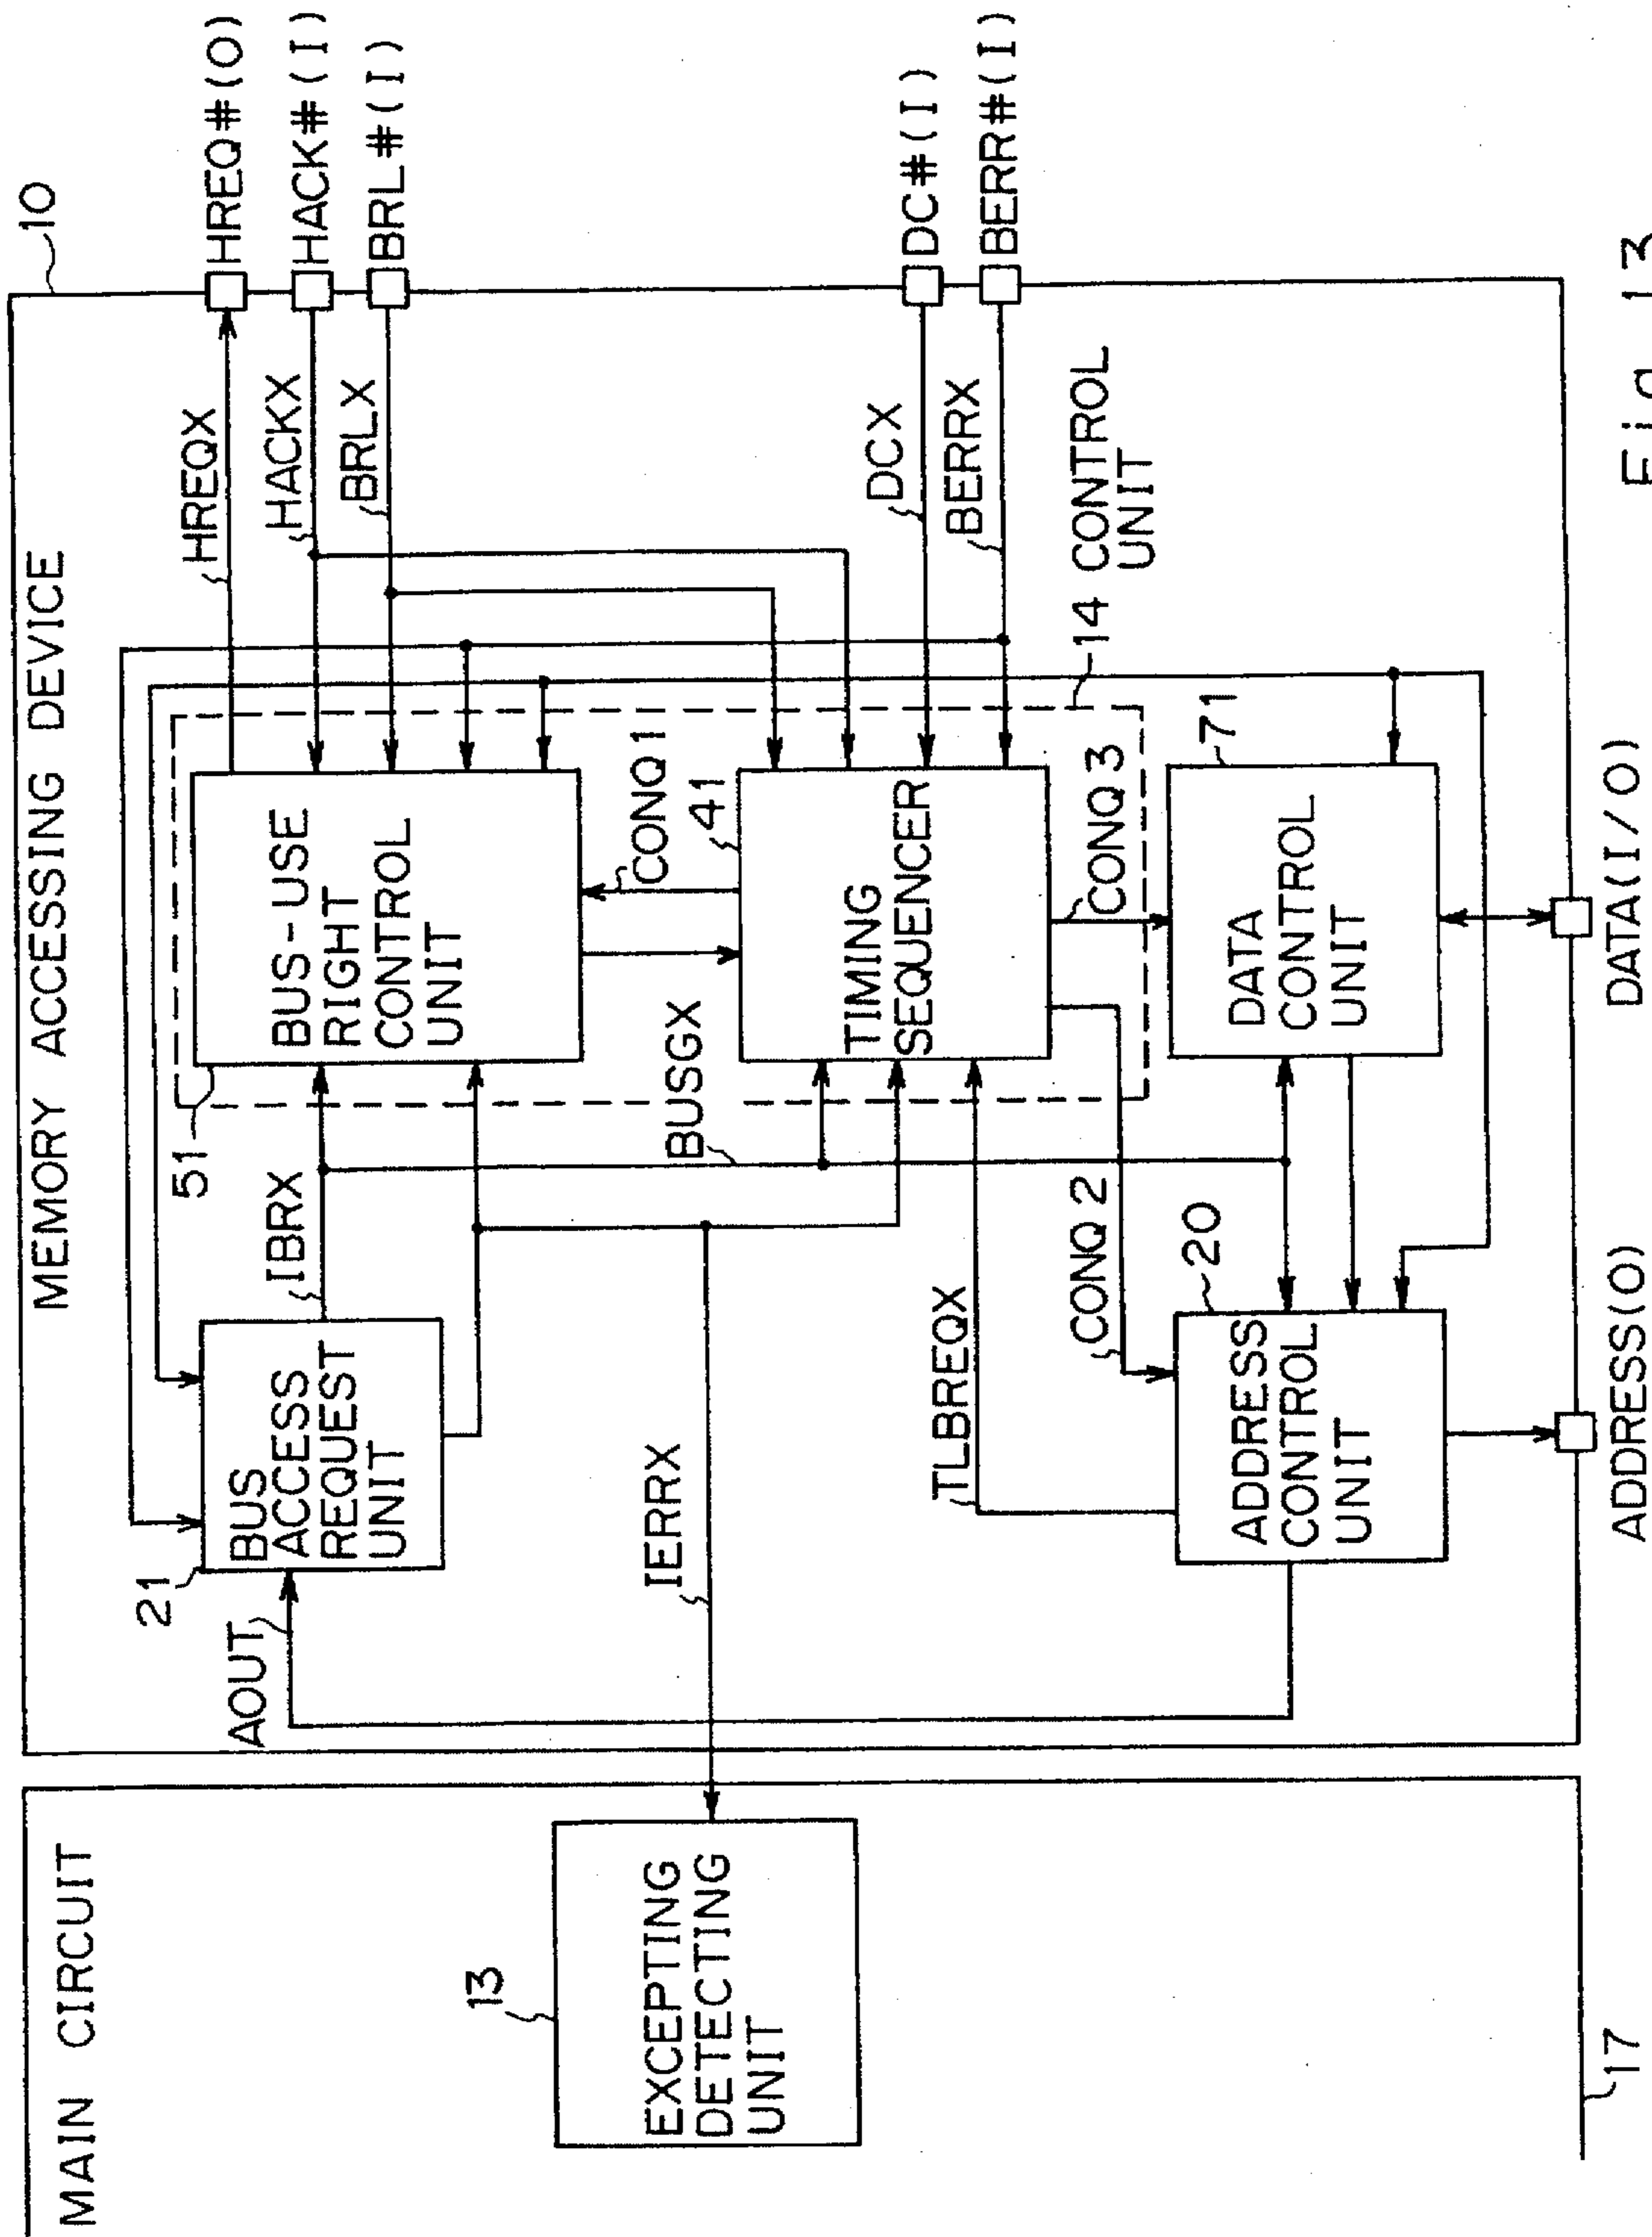 MAIN CIRCUIT
MEMORY ACCESSING DEVICE
10
13
EXCEPTING
DETECTING
UNIT
17
AOUT
21
BUS
ACCESS
REQUEST
UNIT
IBRX
IERRX
51
BUS-USE
RIGHT
CONTROL
UNIT
HREQX
HREQ#(O)
HACKX
HACK#(I)
BRLX
BRL#(I)
CONQ 1
41
TIMING
SEQUENCER
BUSGX
DCX
DC#(I)
BERRX
BERR#(I)
14 CONTROL
UNIT
TLBREQX
CONQ 2
CONQ 3
20
ADDRESS
CONTROL
UNIT
71
DATA
CONTROL
UNIT
ADDRESS(O)
DATA(I/O)
Fig. 13